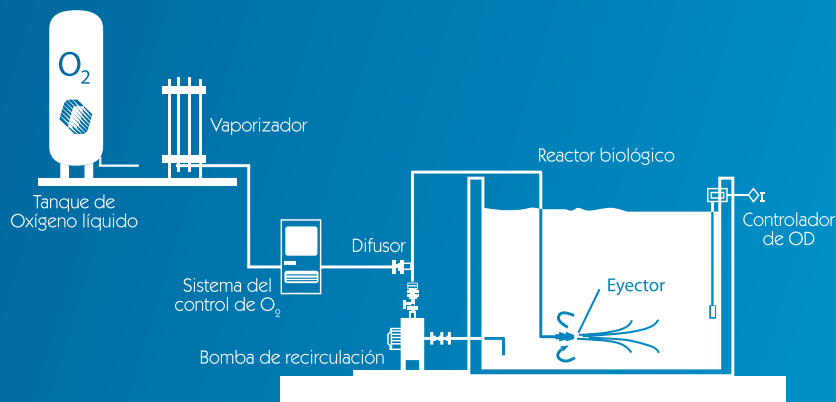 O2
Vaporizador
Tanque de
Oxígeno líquido
Sistema del
control de O2
Difusor
Bomba de recirculación
Reactor biológico
Eyector
Controlador
de OD